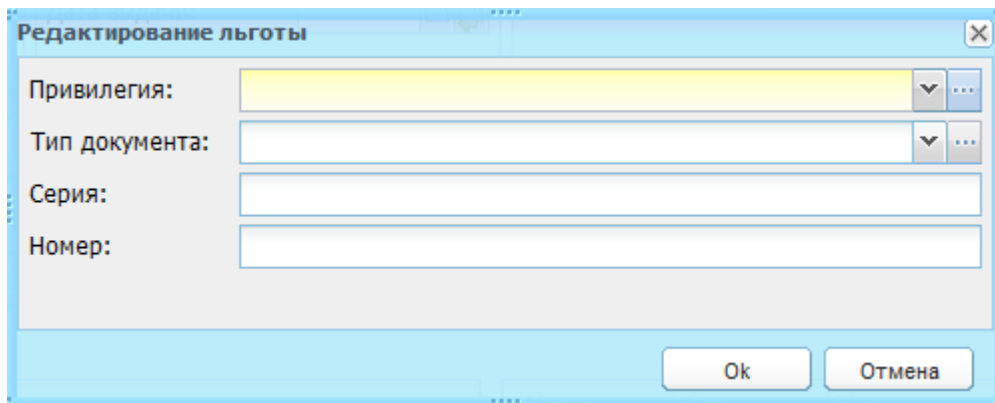 Редактирование льготы
Привилегия:
Тип документа:
Серия:
Номер:
Ok
Отмена